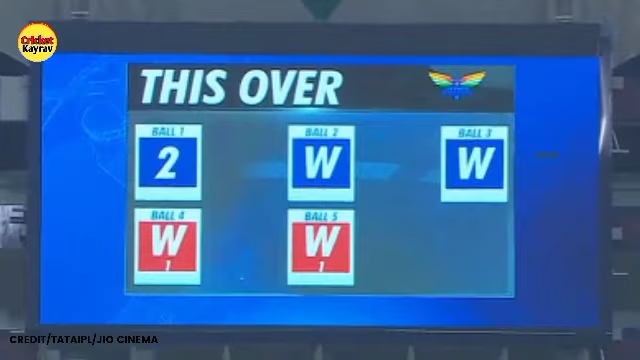 Cricket
Kayrav
THIS OVER
BALL 1
BALL 2
BALL 3
2
W
W
BALL 4
BALL 5
W
W
1
1
CREDIT/TATAIPL/JIO CINEMA